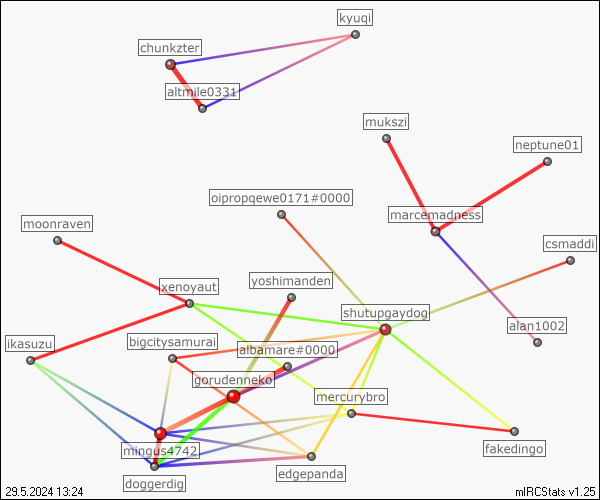 kyuqi
chunkzter
altmile0331
mukszi
neptune01
oipropqewe0171#0000
marcemadness
moonraven
csmaddi
yoshimanden
xenoyaut
shutupgaydog
alan1002
ikasuzu
bigcitysamurai
albamare#0000
gorudenneko
mercurybro
mingus4742
fakedingo
edgepanda
doggerdig
29.5.2024 13:24
mIRCStats v1.25